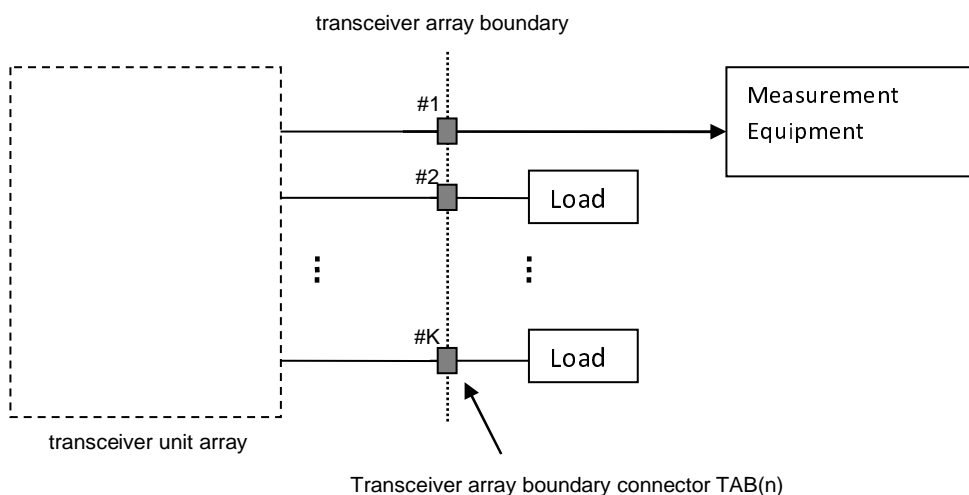 transceiver array boundary
#1
Measurement
Equipment
#2
Load
#K
Load
transceiver unit array
Transceiver array boundary connector TAB(n)